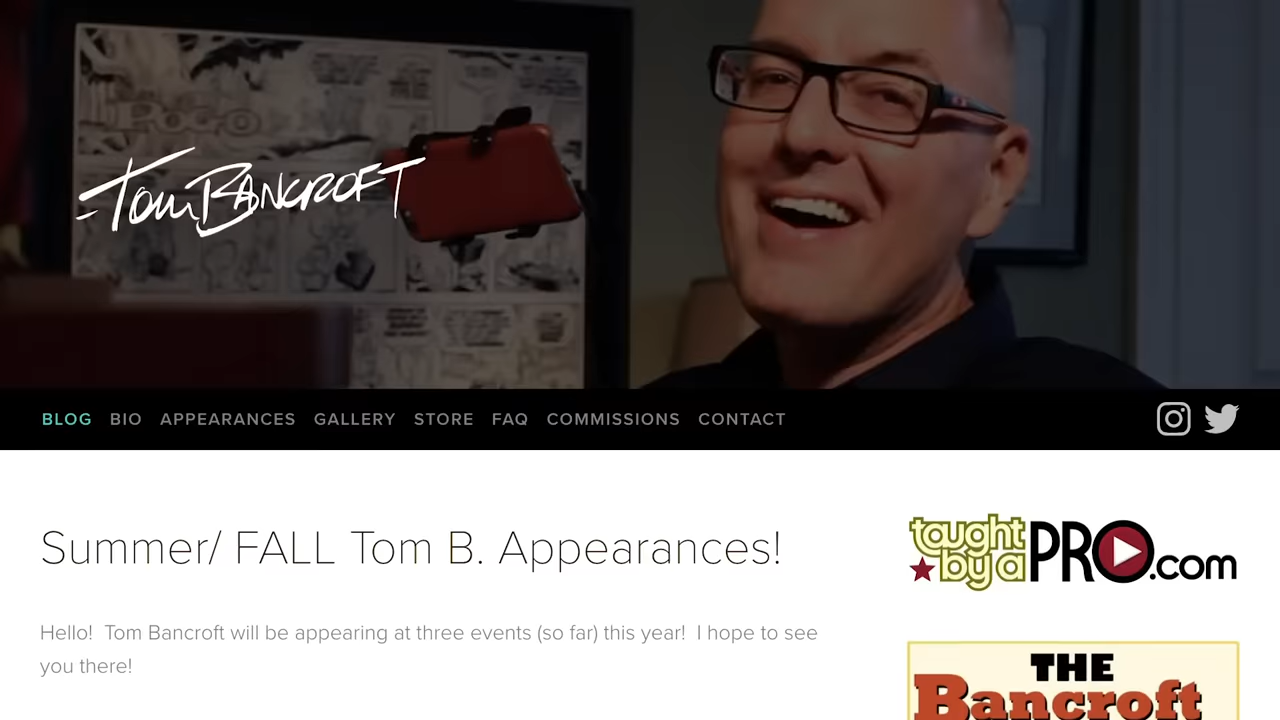 POGO
Tom BANCROFT
BLOG BIO APPEARANCES GALLERY STORE FAQ COMMISSIONS CONTACT
Summer/ FALL Tom B. Appearances!
Hello!  Tom Bancroft will be appearing at three events (so far) this year!  I hope to see
you there!
taught
by a PRO.com
THE
Bancroft